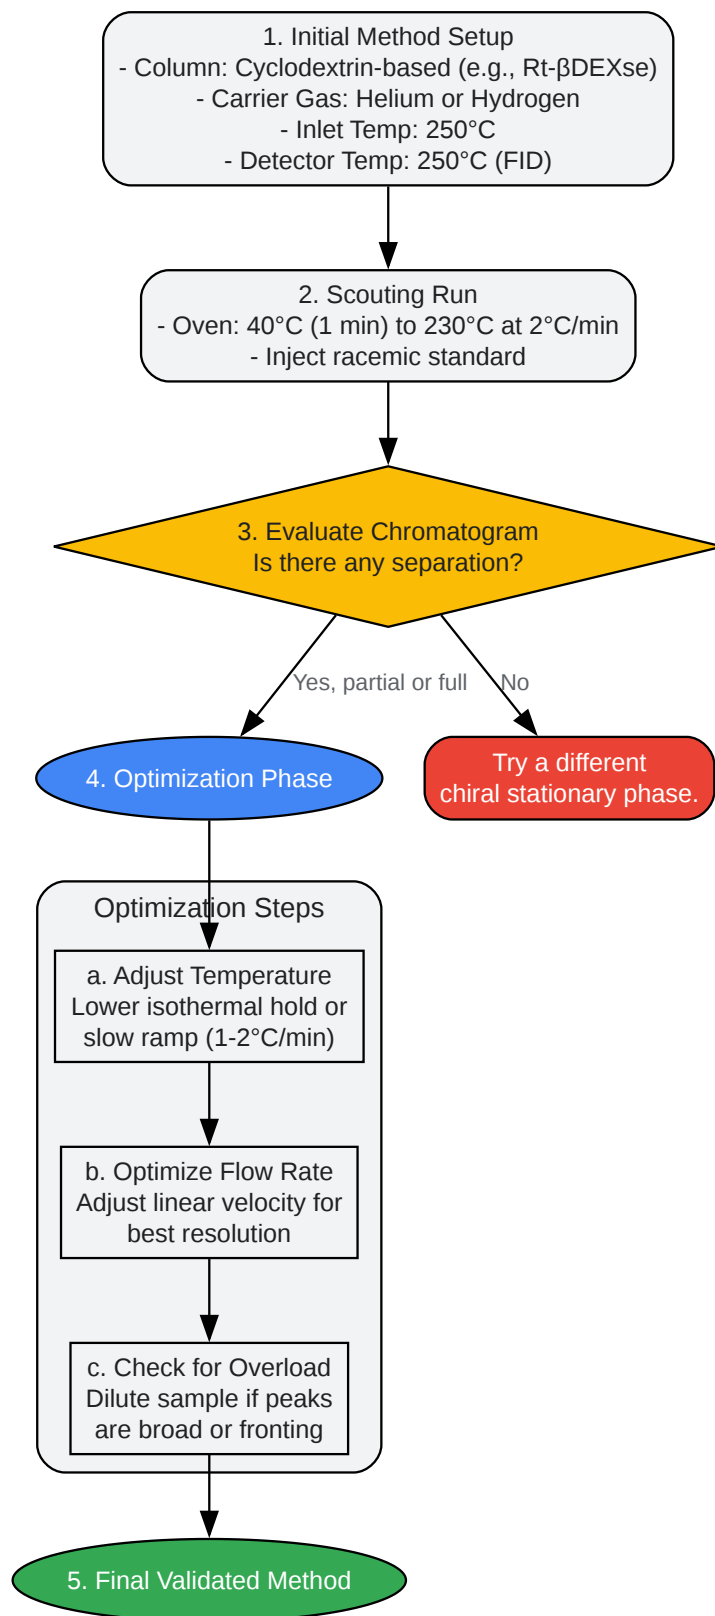 1. Initial Method Setup
- Column: Cyclodextrin-based (e.g., Rt-βDEXse)
- Carrier Gas: Helium or Hydrogen
- Inlet Temp: 250°C
- Detector Temp: 250°C (FID)
2. Scouting Run
- Oven: 40°C (1 min) to 230°C at 2°C/min
- Inject racemic standard
3. Evaluate Chromatogram
Is there any separation?
Yes, partial or full
No
4. Optimization Phase
Try a different
chiral stationary phase.
Optimization Steps
a. Adjust Temperature
Lower isothermal hold or
slow ramp (1-2°C/min)
b. Optimize Flow Rate
Adjust linear velocity for
best resolution
c. Check for Overload
Dilute sample if peaks
are broad or fronting
5. Final Validated Method